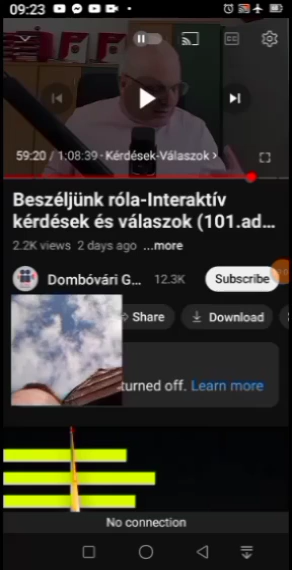 09:23
59:20 / 1:08:39 · Kérdések-Válaszok >
Beszéljünk róla-Interaktív
kérdések és válaszok (101.ad...
2.2K views 2 days ago ...more
Dombóvári G... 12.3K Subscribe
Share Download
turned off. Learn more
No connection